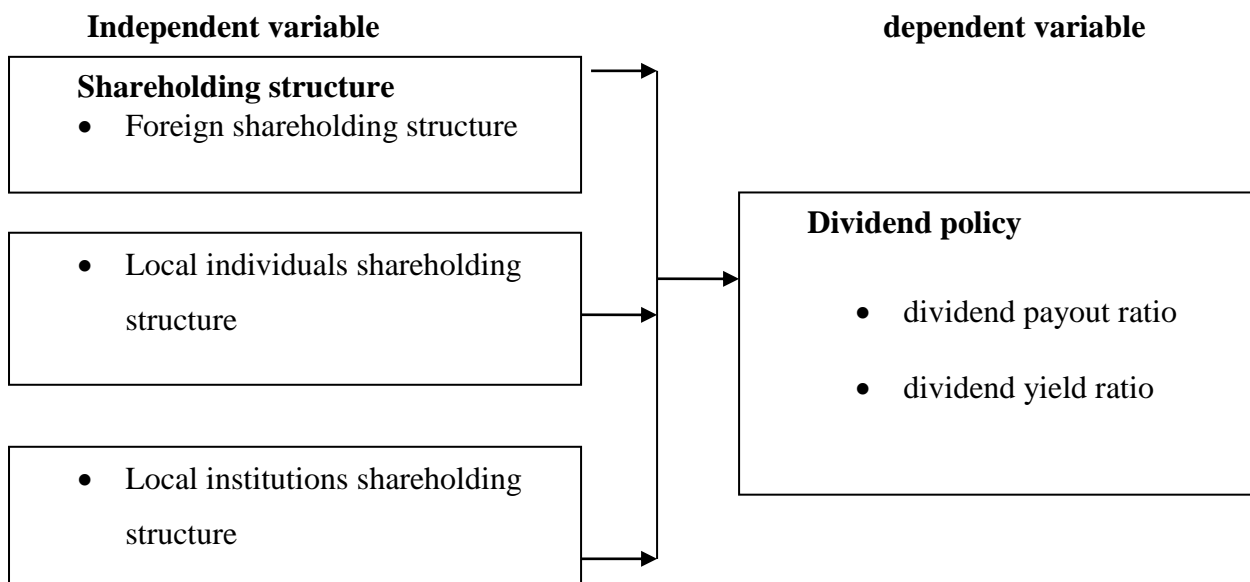 Independent variable
dependent variable
Shareholding structure
• Foreign shareholding structure
• Local individuals shareholding
structure
• Local institutions shareholding
structure
Dividend policy
• dividend payout ratio
• dividend yield ratio